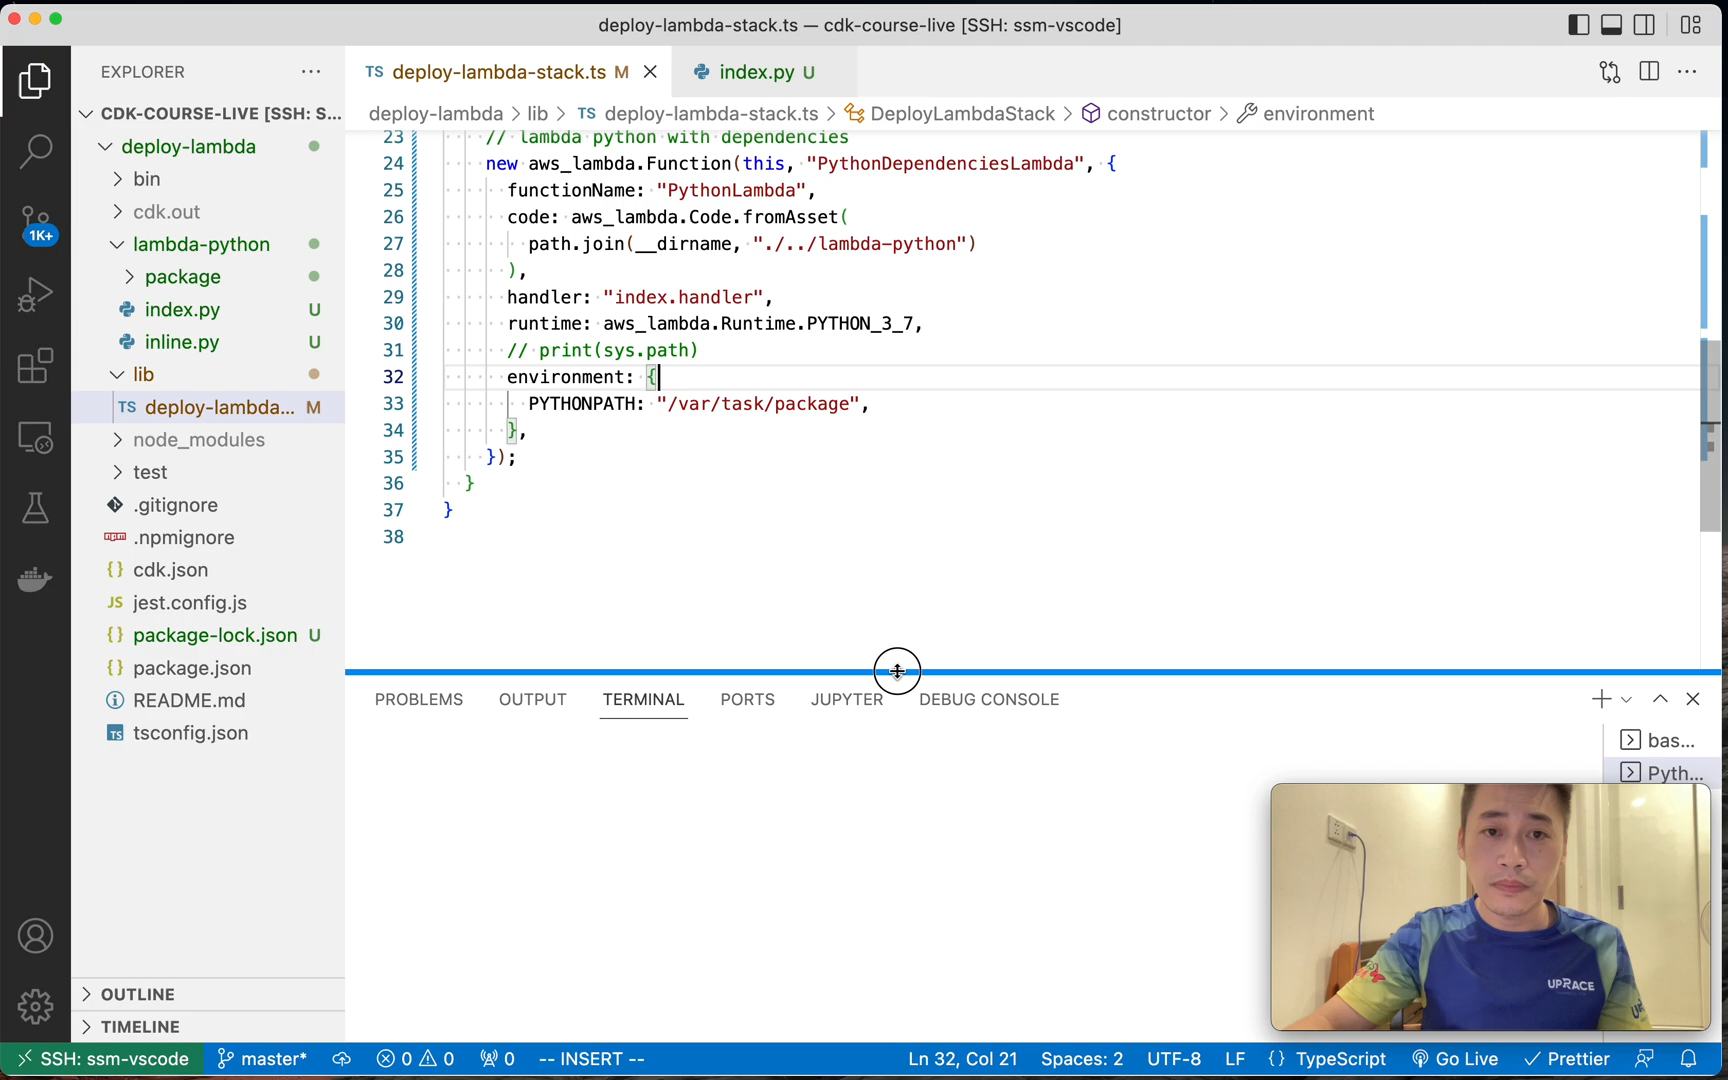 deploy-lambda-stack.ts — cdk-course-live [SSH: ssm-vscode]
EXPLORER
CDK-COURSE-LIVE [SSH: S...
deploy-lambda
bin
cdk.out
1K+
lambda-python
package
index.py U
inline.py U
lib
TS deploy-lambda... M
node_modules
test
.gitignore
.npmignore
{} cdk.json
JS jest.config.js
{} package-lock.json U
{} package.json
README.md
TS tsconfig.json
OUTLINE
TIMELINE
TS deploy-lambda-stack.ts M
index.py U
deploy-lambda > lib > TS deploy-lambda-stack.ts > DeployLambdaStack > constructor > environment
23 // lambda python with dependencies
24 new aws_lambda.Function(this, "PythonDependenciesLambda", {
25 functionName: "PythonLambda",
26 code: aws_lambda.Code.fromAsset(
27 path.join(__dirname, "./../lambda-python")
28 ),
29 handler: "index.handler",
30 runtime: aws_lambda.Runtime.PYTHON_3_7,
31 // print(sys.path)
32 environment: {
33 PYTHONPATH: "/var/task/package",
34 },
35 });
36 }
37 }
38
PROBLEMS OUTPUT TERMINAL PORTS JUPYTER DEBUG CONSOLE
bas...
Pyth...
UPRACE
SSH: ssm-vscode master* 0 0 0 -- INSERT -- Ln 32, Col 21 Spaces: 2 UTF-8 LF {} TypeScript Go Live Prettier